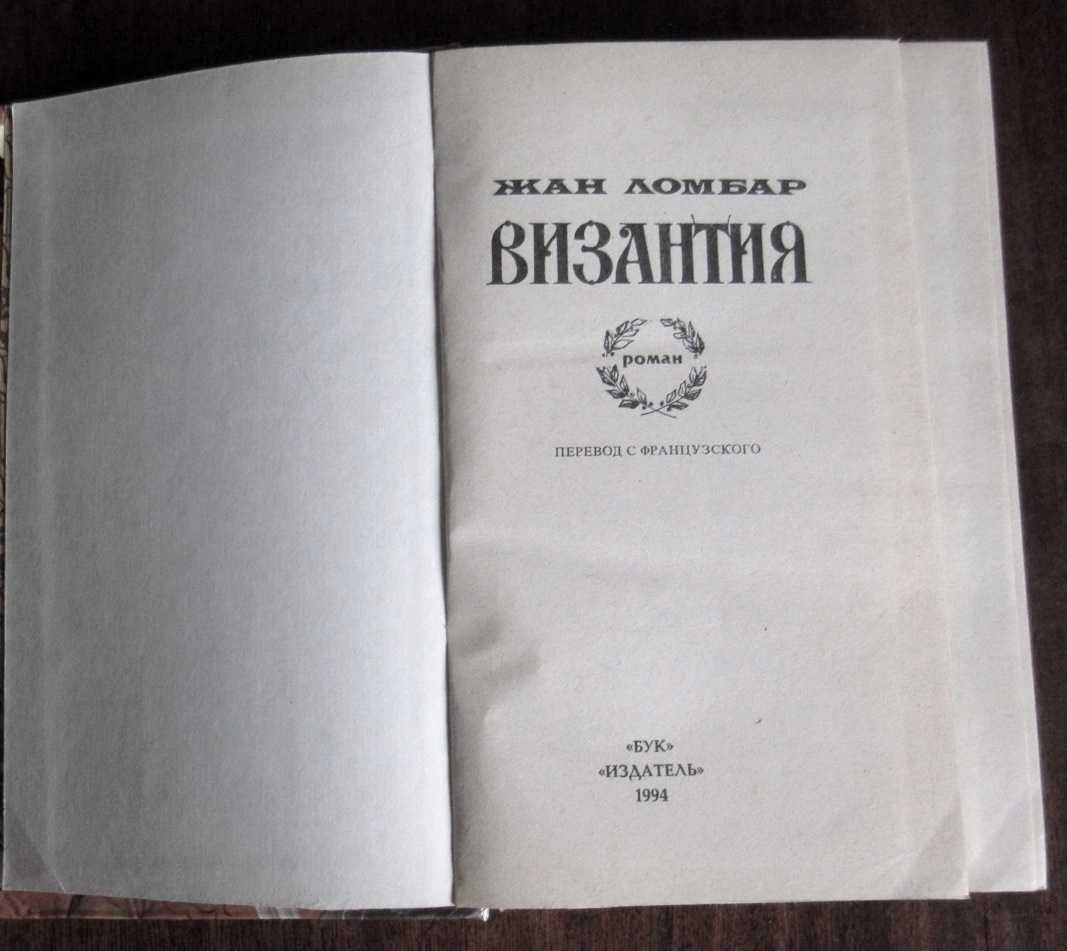 ЖАН ЛОМБАР
ВИЗАНТИЯ
роман
ПЕРЕВОД С ФРАНЦУЗСКОГО
«БУК»
«ИЗДАТЕЛЬ»
1994